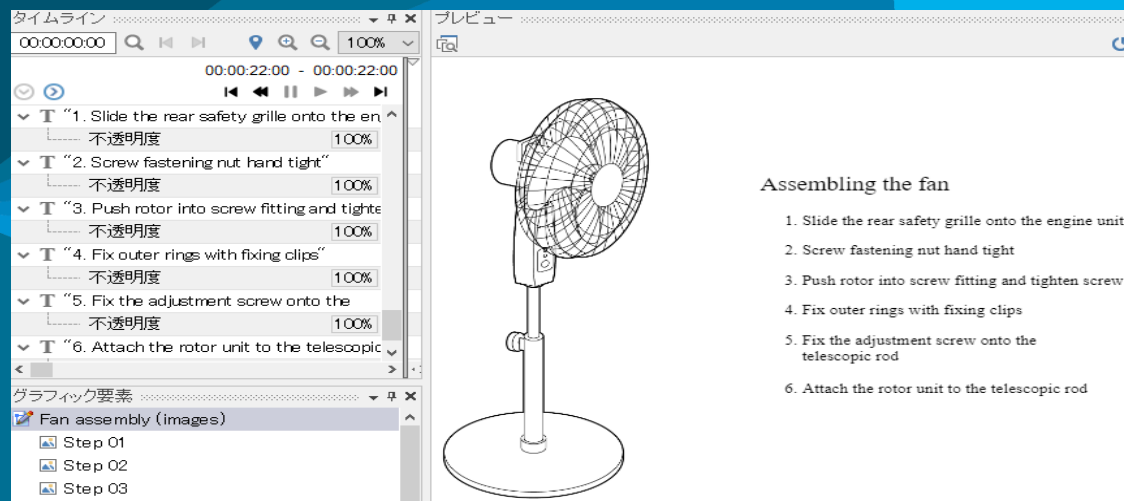 タイムライン
00:00:00:00
100%
00:00:22:00 - 00:00:22:00
T "1. Slide the rear safety grille onto the en
不透明度 100%
T "2. Screw fastening nut hand tight"
不透明度 100%
T "3. Push rotor into screw fitting and tighte
不透明度 100%
T "4. Fix outer rings with fixing clips"
不透明度 100%
T "5. Fix the adjustment screw onto the
不透明度 100%
T "6. Attach the rotor unit to the telescopic
グラフィック要素
Fan assembly (images)
Step 01
Step 02
Step 03
プレビュー
Assembling the fan
1. Slide the rear safety grille onto the engine unit
2. Screw fastening nut hand tight
3. Push rotor into screw fitting and tighten screw
4. Fix outer rings with fixing clips
5. Fix the adjustment screw onto the
telescopic rod
6. Attach the rotor unit to the telescopic rod